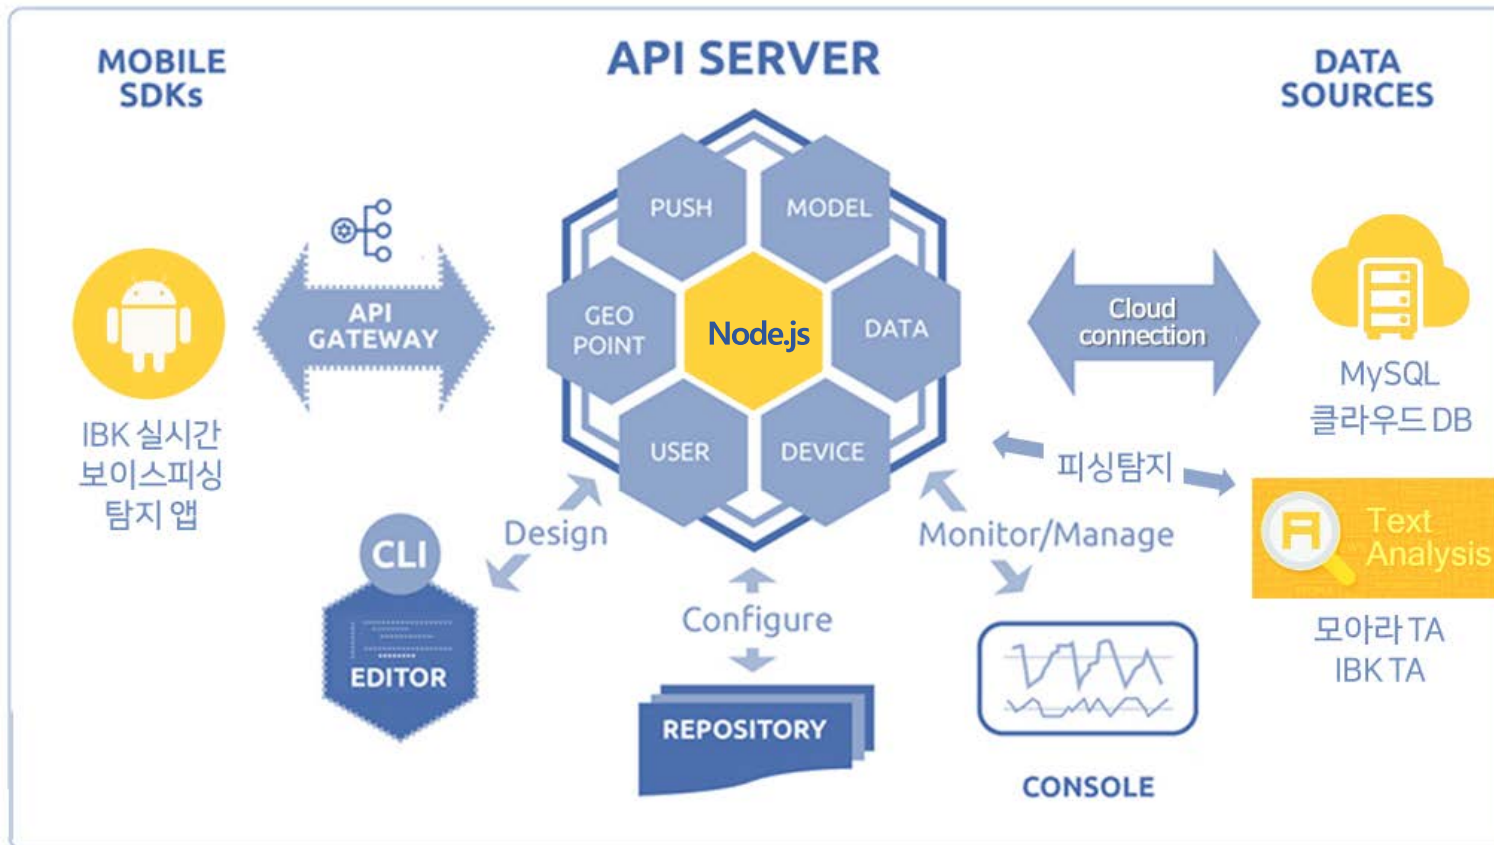 MOBILE
SDKs
API SERVER
DATA
SOURCES
PUSH
MODEL
API
GATEWAY
GEO
POINT
Node.js
DATA
Cloud
connection
MySQL
클라우드 DB
IBK 실시간
보이스피싱
탐지 앱
USER
DEVICE
피싱탐지
CLI
Design
Monitor/Manage
Text
Analysis
Configure
모아라 TA
IBK TA
EDITOR
REPOSITORY
CONSOLE